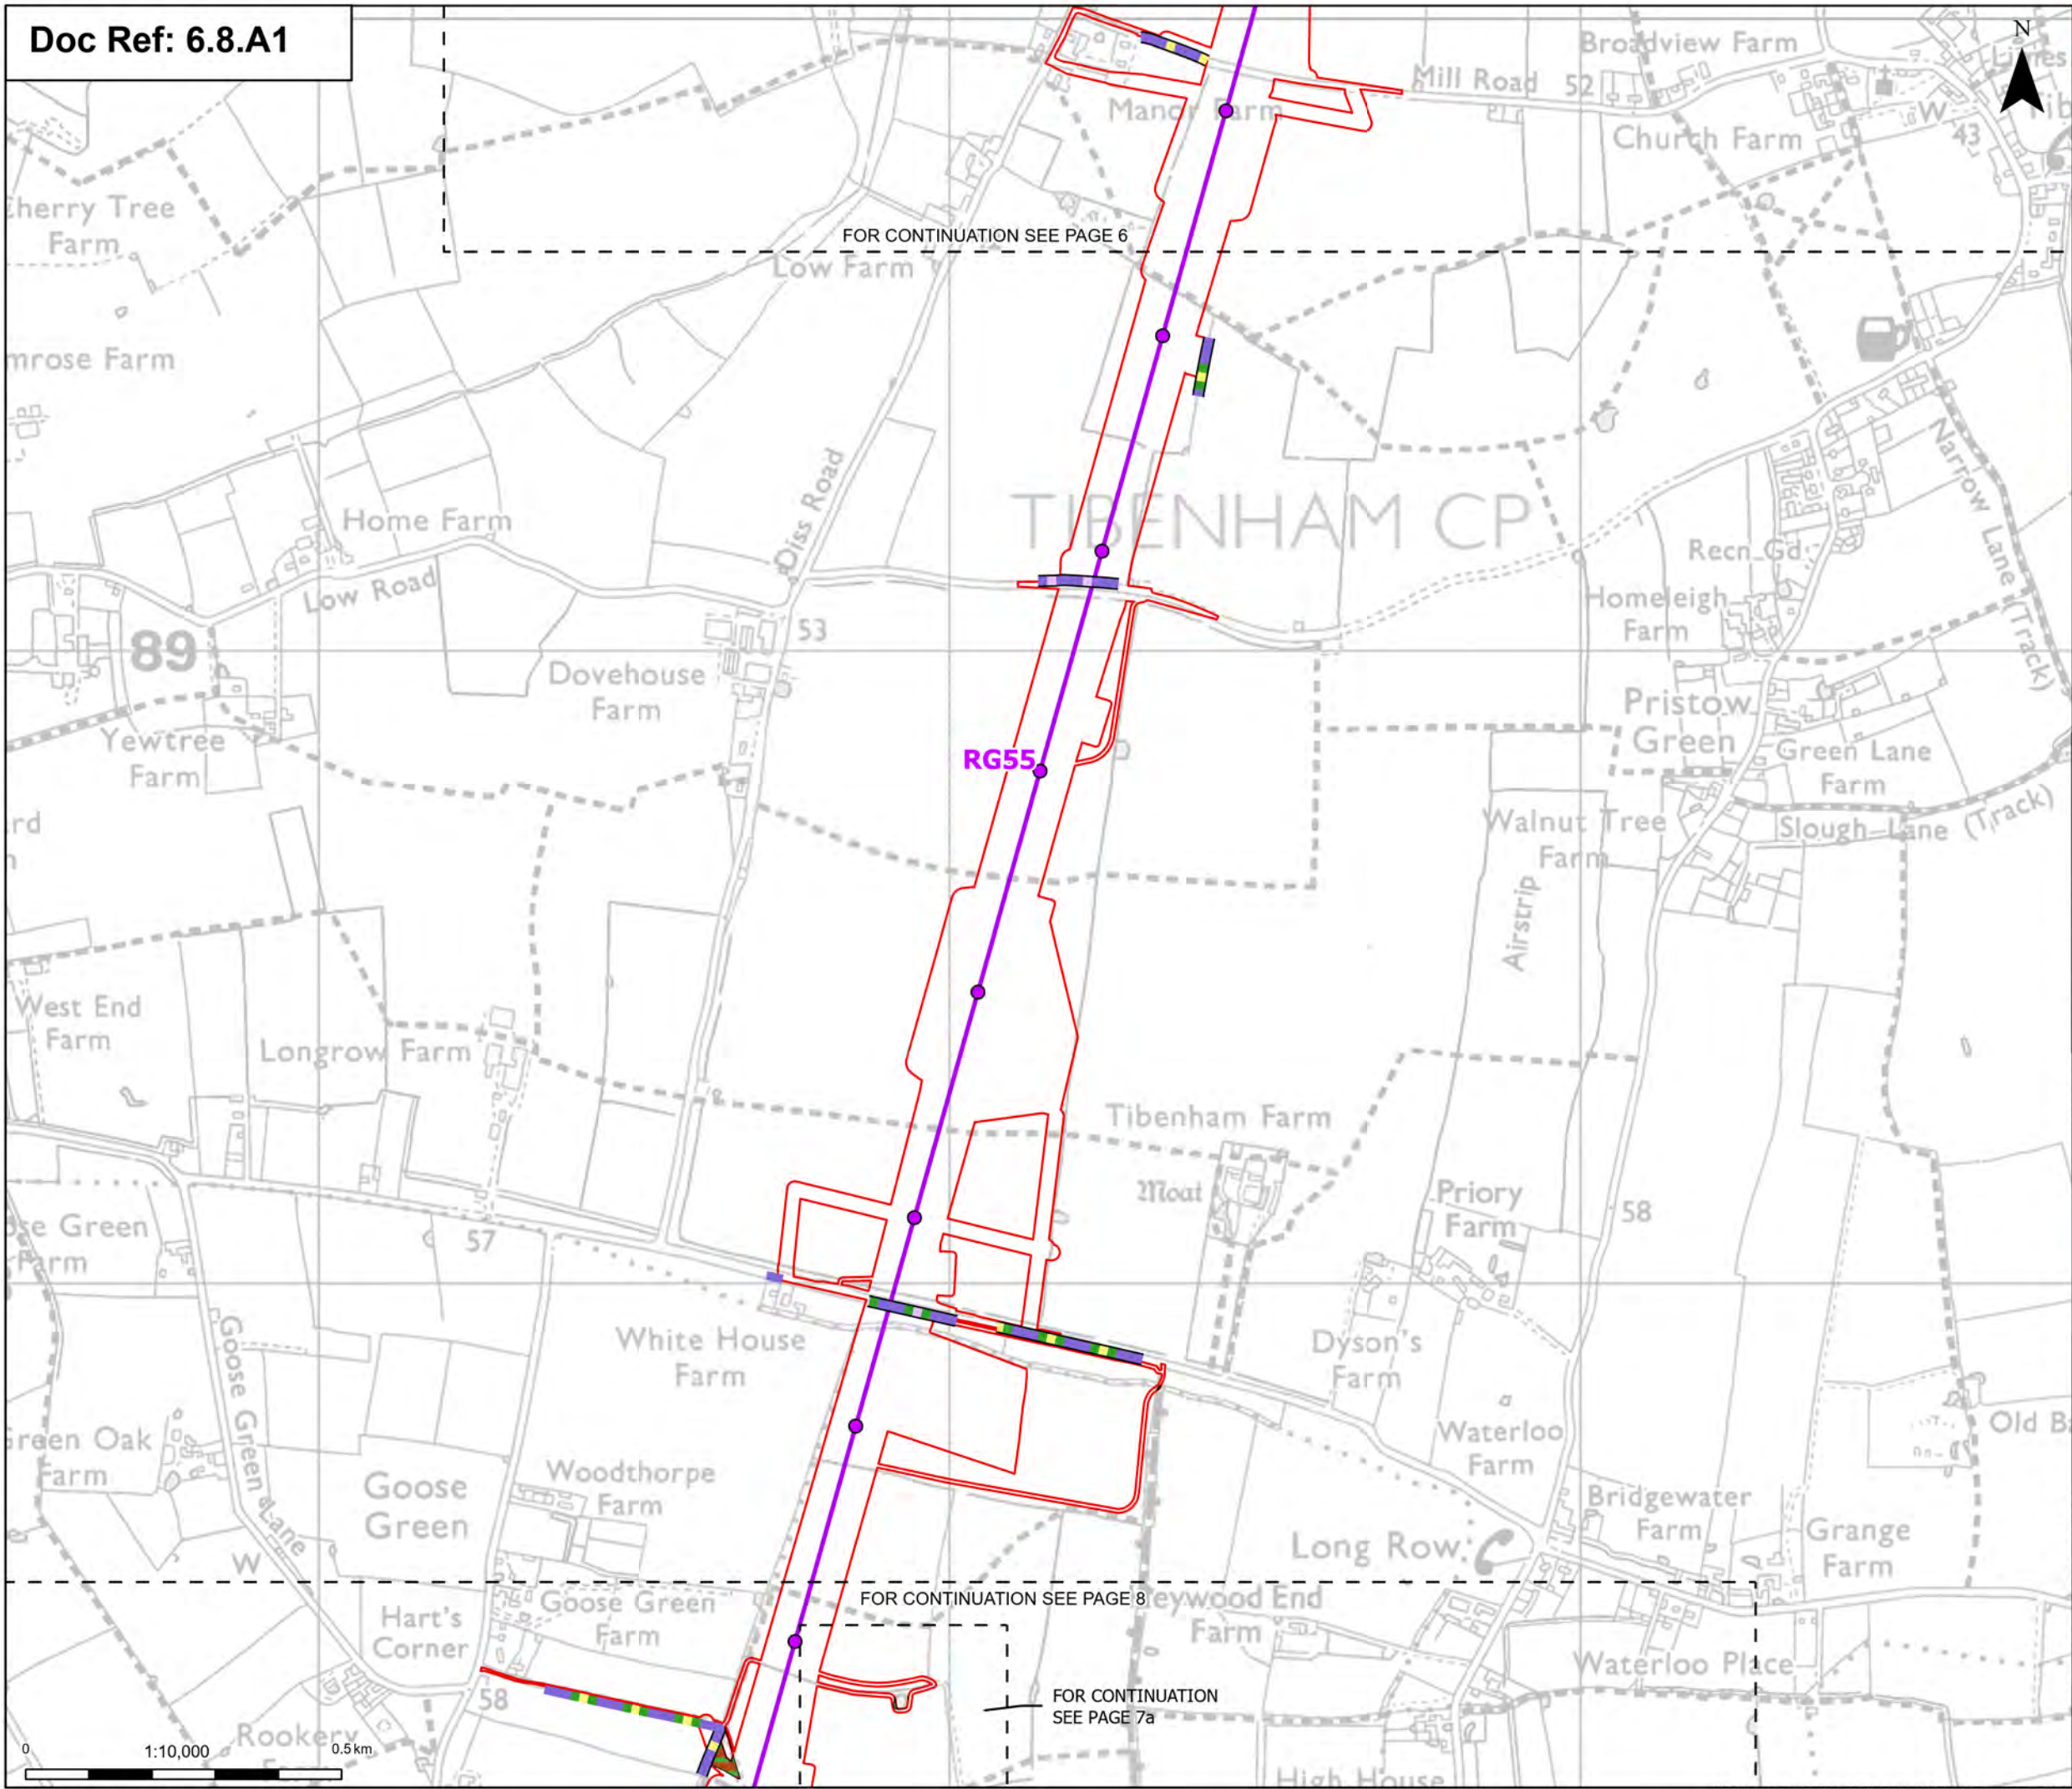 Doc Ref: 6.8.A1
N
Broadview Farm
Mill Road
52
Manor Farm
Church Farm
W
43
Cherry Tree
Farm
FOR CONTINUATION SEE PAGE 6
Low Farm
mrose Farm
Narrow Lane (Track)
Diss Road
TIBENHAM CP
Home Farm
Recn Gd
Low Road
Homeleigh
Farm
89
53
Dovehouse
Farm
Pristow
Green
Yewtree
Farm
RG55
Green Lane
Farm
Walnut Tree
Farm
Slough Lane (Track)
rd
Airstrip
West End
Farm
Longrow Farm
Tibenham Farm
Moat
Priory
Farm
58
Farm
57
Goose Green Lane
White House
Farm
Dyson's
Farm
Waterloo
Farm
Old B
Green Oak
Farm
Goose
Green
Woodthorpe
Farm
Bridgewater
Farm
Long Row
Grange
Farm
W
FOR CONTINUATION SEE PAGE 8
Hart's
Corner
Goose Green
Farm
eywood End
Farm
Waterloo Place
58
FOR CONTINUATION
SEE PAGE 7a
Rookery
0
1:10,000
0.5 km
High House